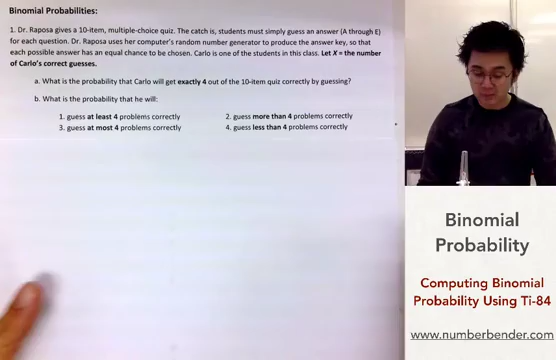 Binomial Probabilities:
1. Dr. Raposa gives a 10-item, multiple-choice quiz. The catch is, students must simply guess an answer (A through E)
for each question. Dr. Raposa uses her computer's random number generator to produce the answer key, so that
each possible answer has an equal chance to be chosen. Carlo is one of the students in this class. Let X = the number
of Carlo's correct guesses.
a. What is the probability that Carlo will get exactly 4 out of the 10-item quiz correctly by guessing?
b. What is the probability that he will:
1. guess at least 4 problems correctly
2. guess more than 4 problems correctly
3. guess at most 4 problems correctly
4. guess less than 4 problems correctly
Binomial
Probability
Computing Binomial
Probability Using Ti-84
www.numberbender.com